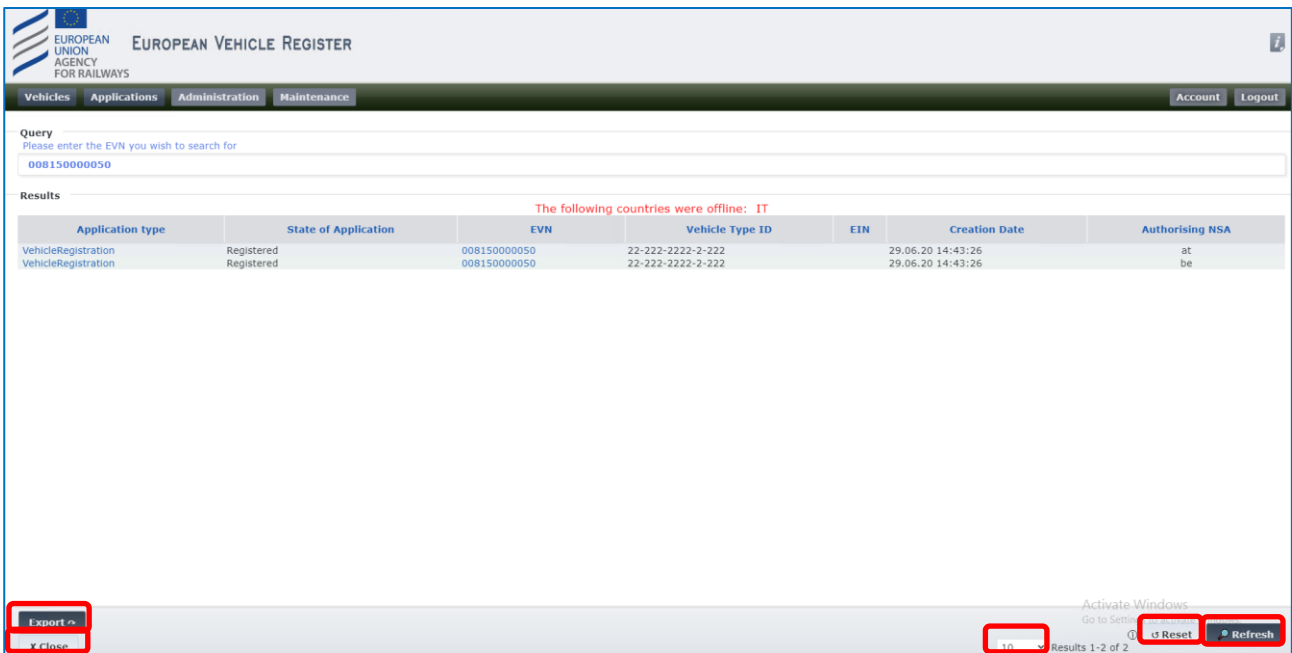 EUROPEAN
UNION
AGENCY
FOR RAILWAYS
EUROPEAN VEHICLE REGISTER
i
Vehicles Applications Administration Maintenance Account Logout
Query
Please enter the EVN you wish to search for
008150000050
Results
The following countries were offline: IT
Application type State of Application EVN Vehicle Type ID EIN Creation Date Authorising NSA
VehicleRegistration Registered 008150000050 22-222-2222-2-222 29.06.20 14:43:26 at
VehicleRegistration Registered 008150000050 22-222-2222-2-222 29.06.20 14:43:26 be
Activate Windows
Export
Go to Settin
Reset Refresh
X Close 10 Results 1-2 of 2